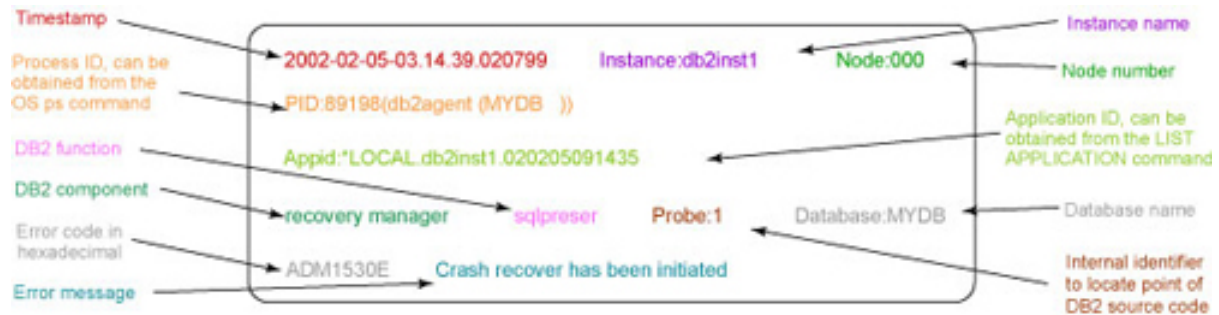 Timestamp
Process ID, can be
obtained from the
OS ps command
DB2 function
DB2 component
Error code in
hexadecimal
Error message
2002-02-05-03.14.39.020799 Instance:db2inst1 Node:000
PID:89198(db2agent (MYDB ))
Appid:*LOCAL.db2inst1.020205091435
recovery manager sqlpreser Probe:1 Database:MYDB
ADM1530E Crash recover has been initiated
Instance name
Node number
Application ID, can be
obtained from the LIST
APPLICATION command
Database name
Internal identifier
to locate point of
DB2 source code